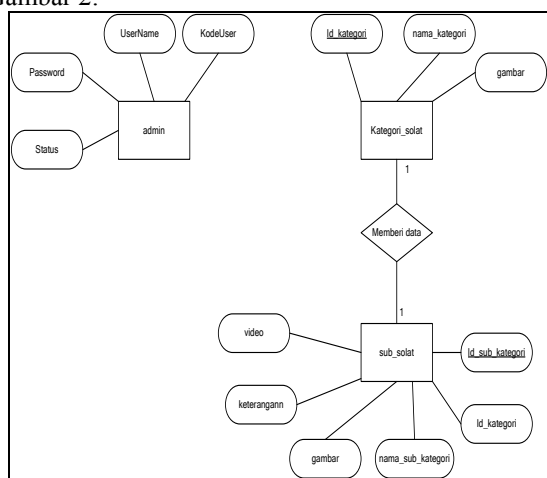 Gambar 2.
UserName
KodeUser
Id_kategori
nama_kategori
Password
gambar
admin
Kategori_solat
Status
1
Memberi data
1
video
sub_solat
Id_sub_kategori
keterangann
Id_kategori
gambar
nama_sub_kategori